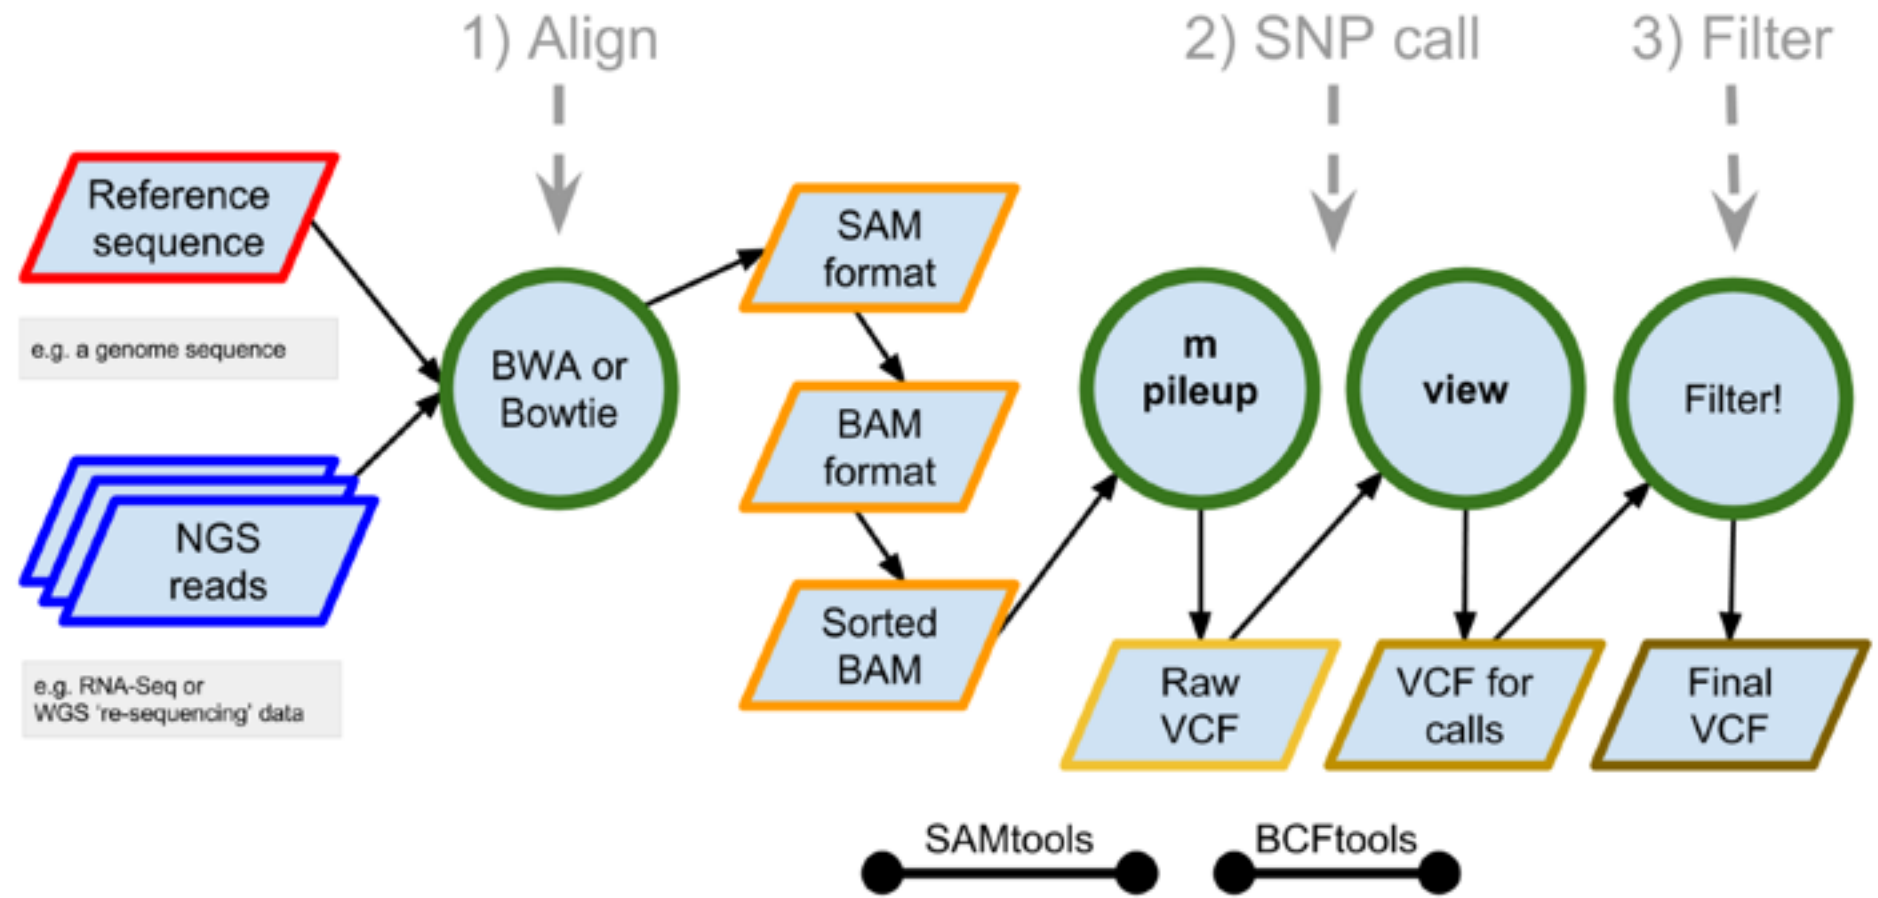 1) Align
2) SNP call
3) Filter
Reference
sequence
e.g. a genome sequence
NGS
reads
e.g. RNA-Seq or
WGS 're-sequencing' data
BWA or
Bowtie
SAM
format
BAM
format
Sorted
BAM
m
pileup
view
Filter!
Raw
VCF
VCF for
calls
Final
VCF
SAMtools
BCFtools